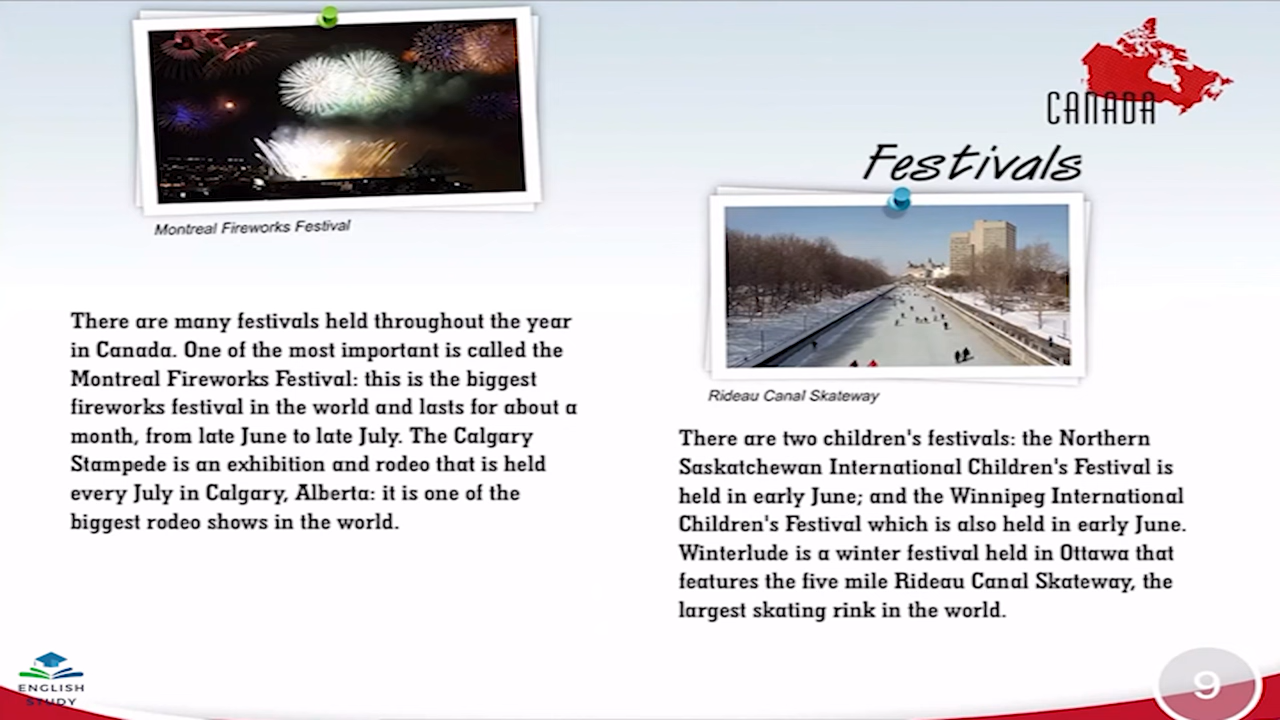 CANADA
Festivals
Montreal Fireworks Festival
There are many festivals held throughout the year
in Canada. One of the most important is called the
Montreal Fireworks Festival: this is the biggest
fireworks festival in the world and lasts for about a
month, from late June to late July. The Calgary
Stampede is an exhibition and rodeo that is held
every July in Calgary, Alberta: it is one of the
biggest rodeo shows in the world.
Rideau Canal Skateway
There are two children's festivals: the Northern
Saskatchewan International Children's Festival is
held in early June; and the Winnipeg International
Children's Festival which is also held in early June.
Winterlude is a winter festival held in Ottawa that
features the five mile Rideau Canal Skateway, the
largest skating rink in the world.
ENGLISH
STUDY
9